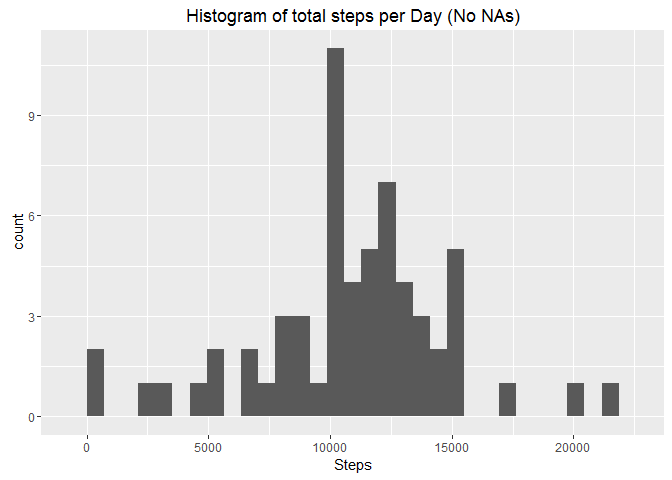 Histogram of total steps per Day (No NAs)
count
9
6
3
0
0 5000 10000 15000 20000
Steps